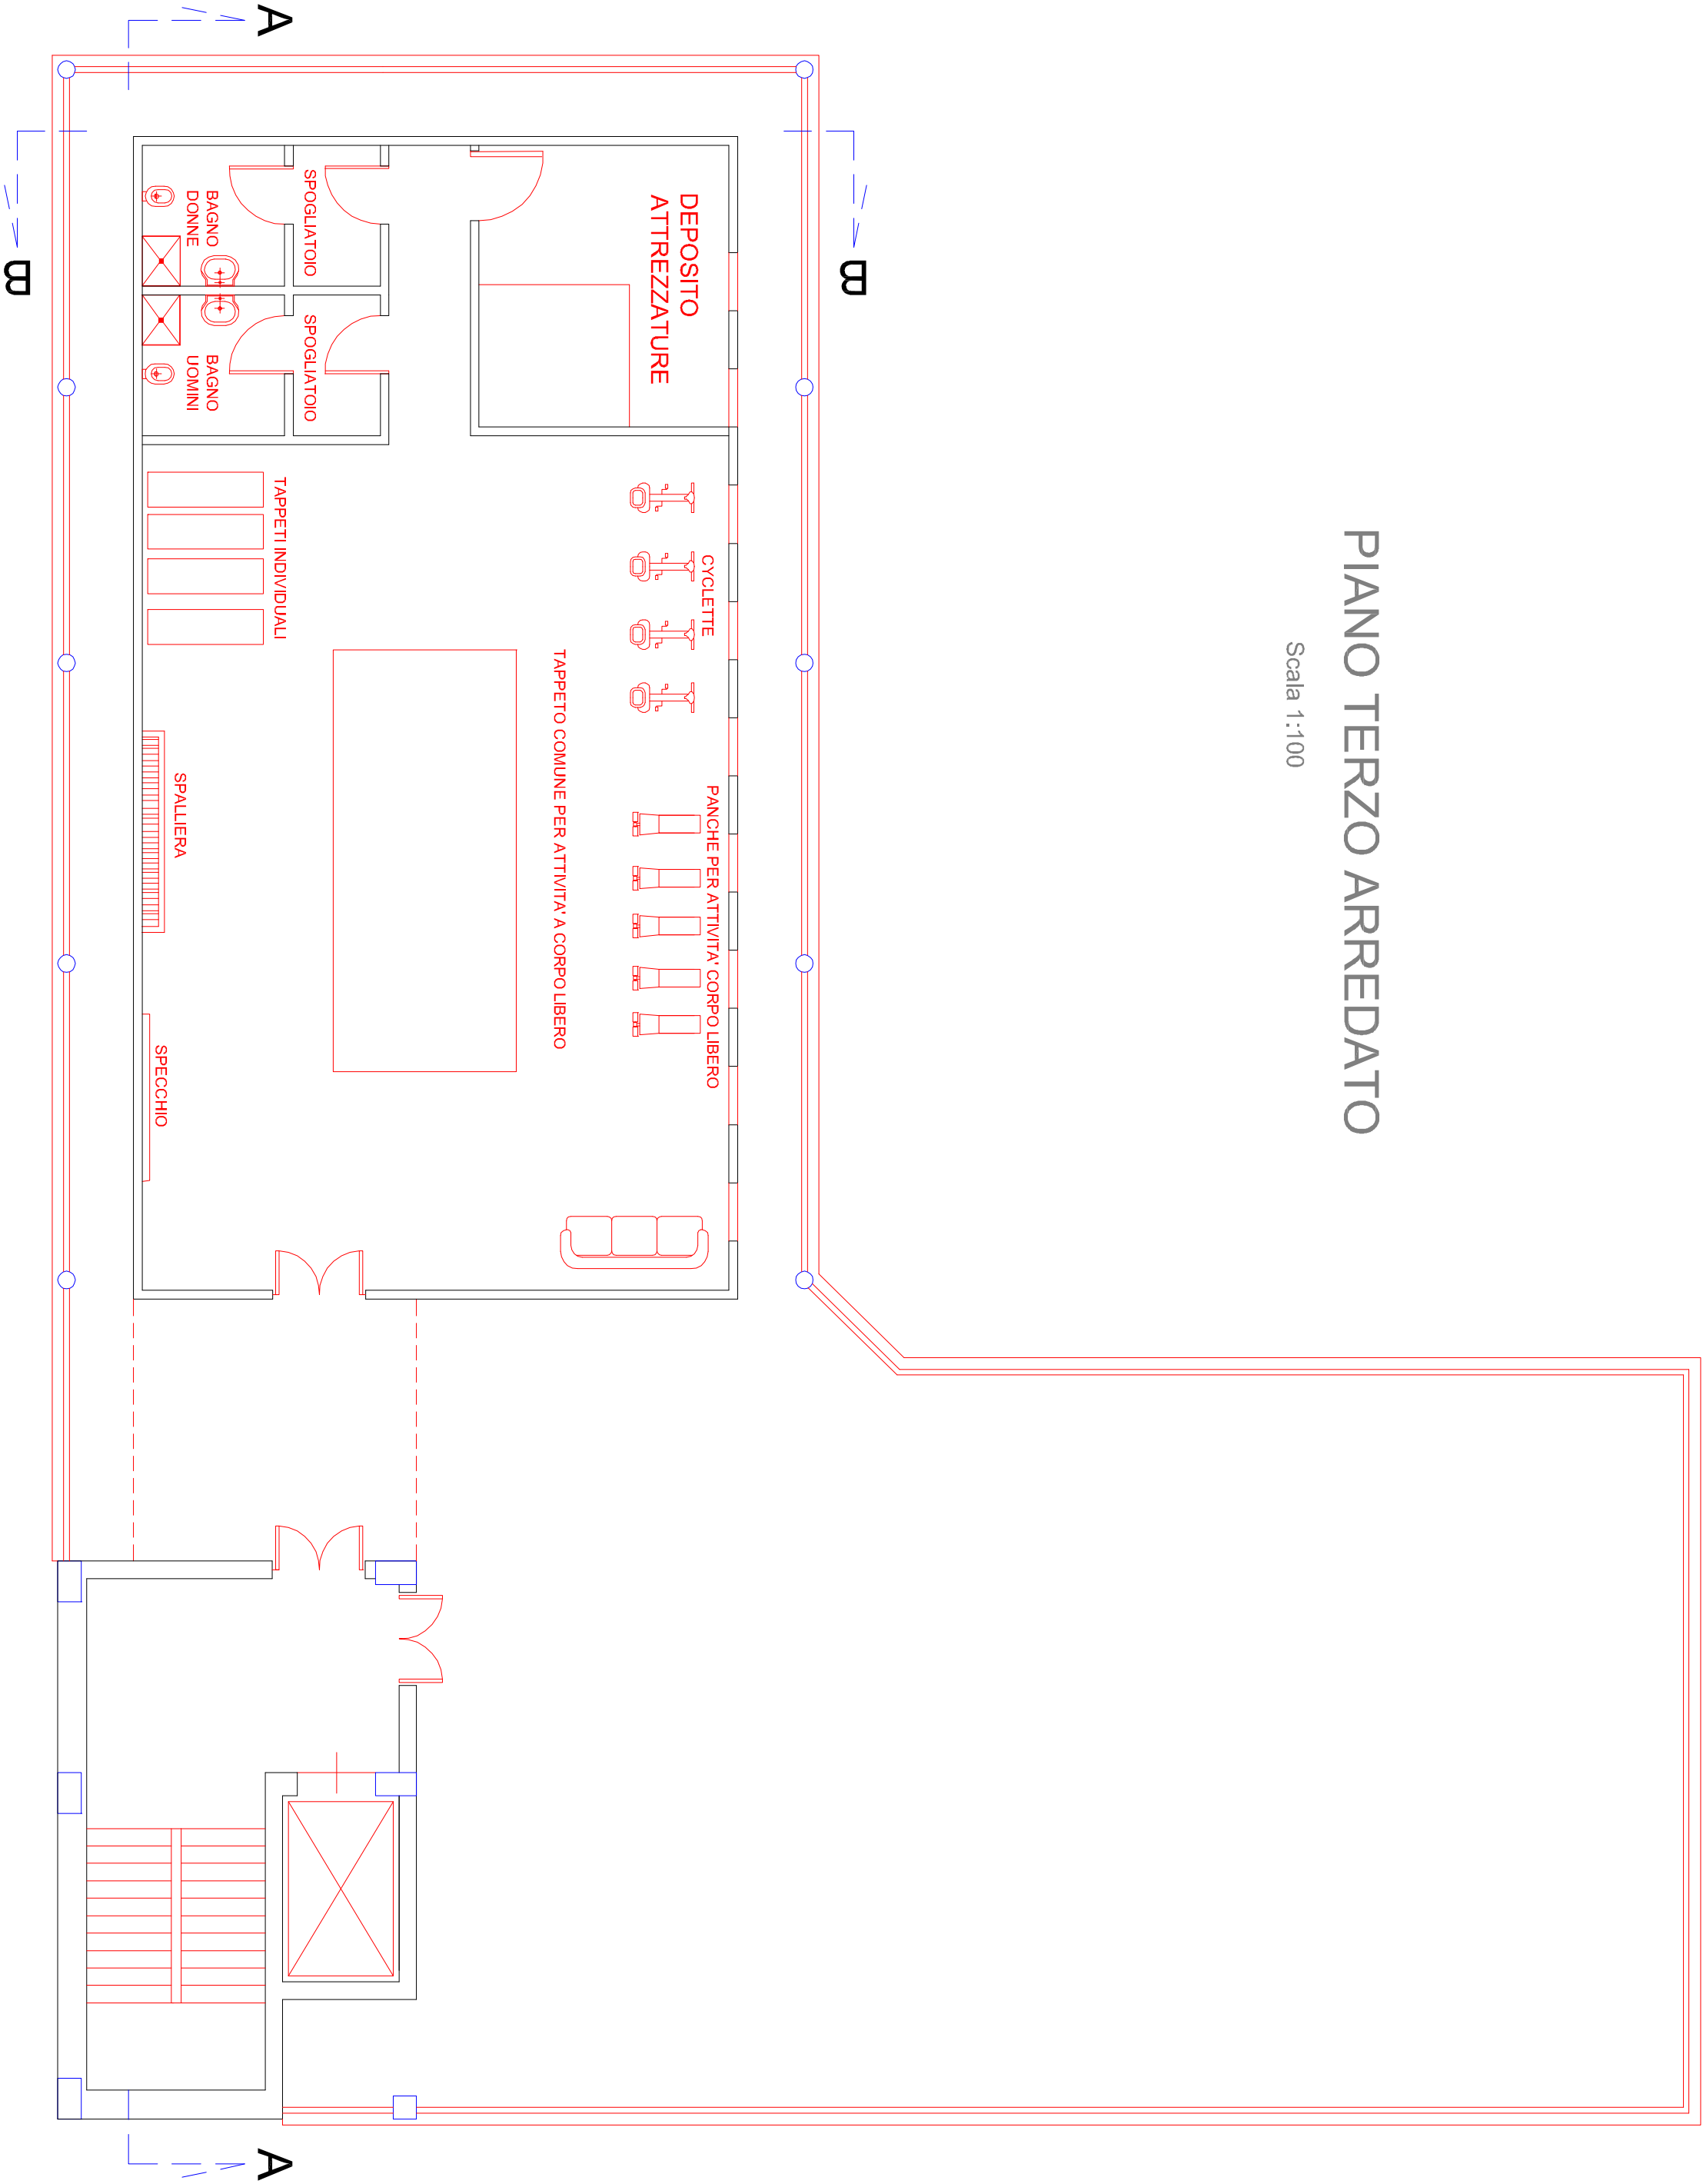 PIANO TERZO ARREDATO
Scala 1:100
A
A
B
B
DEPOSITO
ATTREZZATURE
SPOGLIATOIO
SPOGLIATOIO
BAGNO
DONNE
BAGNO
UOMINI
CYCLETTE
PANCHE PER ATTIVITA' CORPO LIBERO
TAPPETO COMUNE PER ATTIVITA' A CORPO LIBERO
TAPPETI INDIVIDUALI
SPALLIERA
SPECCHIO